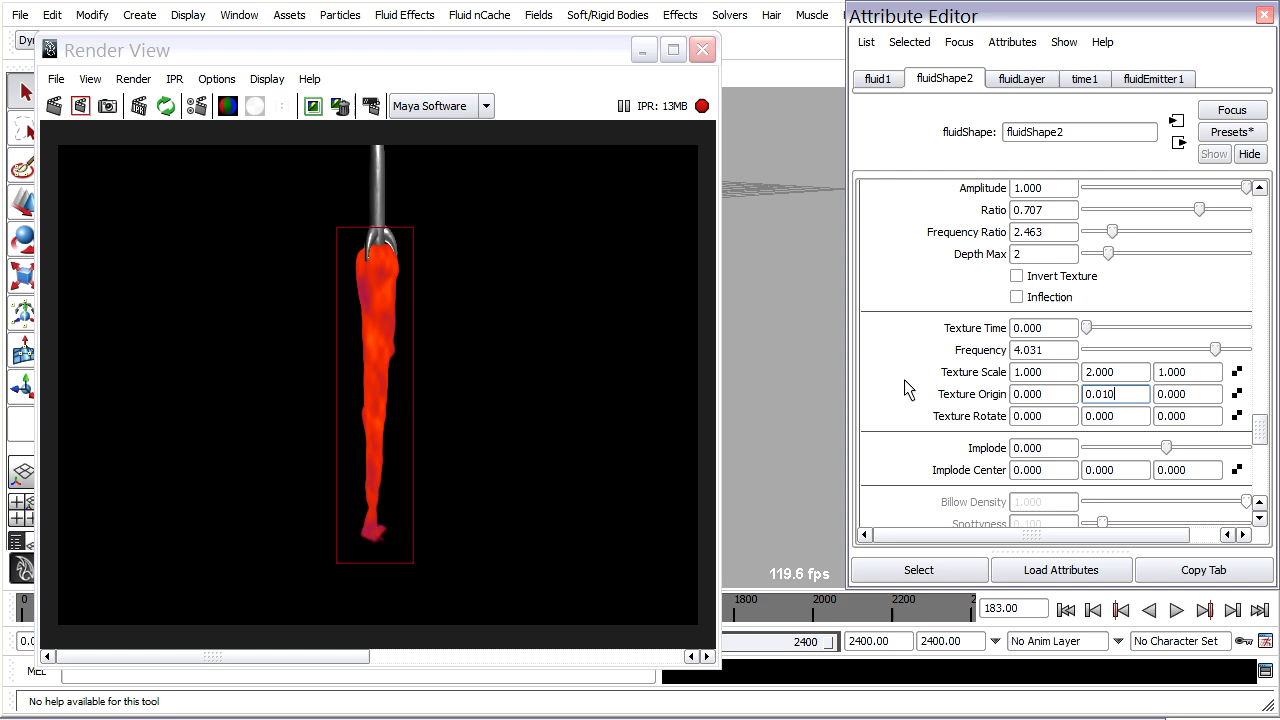 File Edit Modify Create Display Window Assets Particles Fluid Effects Fluid nCache Fields Soft/Rigid Bodies Effects Solvers Hair Muscle
Attribute Editor
List Selected Focus Attributes Show Help
fluid1 fluidShape2 fluidLayer time1 fluidEmitter1
fluidShape: fluidShape2
Focus
Presets*
Show Hide
Amplitude 1.000
Ratio 0.707
Frequency Ratio 2.463
Depth Max 2
Invert Texture
Inflection
Texture Time 0.000
Frequency 4.031
Texture Scale 1.000 2.000 1.000
Texture Origin 0.000 0.010 0.000
Texture Rotate 0.000 0.000 0.000
Implode 0.000
Implode Center 0.000 0.000 0.000
Billow Density 1.000
Spottyness 0.100
Select Load Attributes Copy Tab
Render View
File View Render IPR Options Display Help
Maya Software
IPR: 13MB
119.6 fps
0 1800 2000 2200 2
183.00
0.0 2400 2400.00 2400.00 No Anim Layer No Character Set
MEL
No help available for this tool